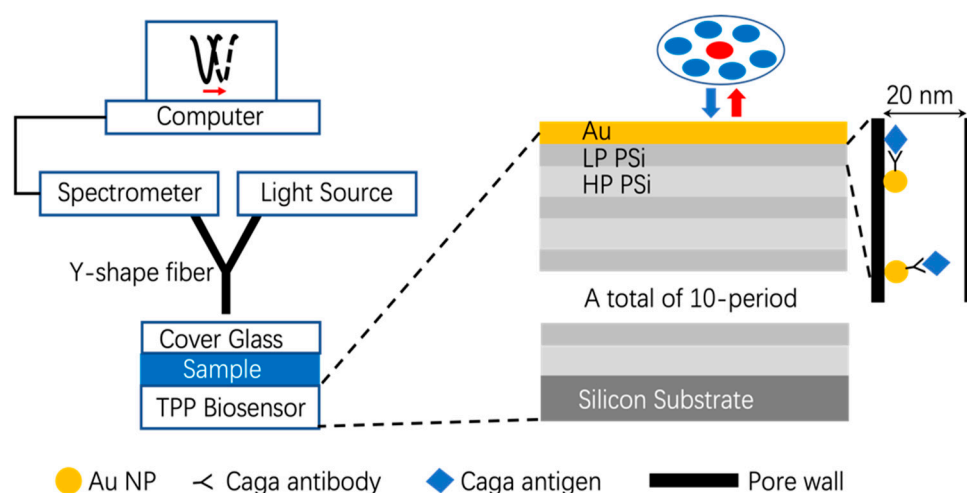 Computer
Spectrometer
Light Source
Y-shape fiber
Cover Glass
Sample
TPP Biosensor
Au
LP PSi
HP PSi
A total of 10-period
Silicon Substrate
20 nm
Au NP
Caga antibody
Caga antigen
Pore wall